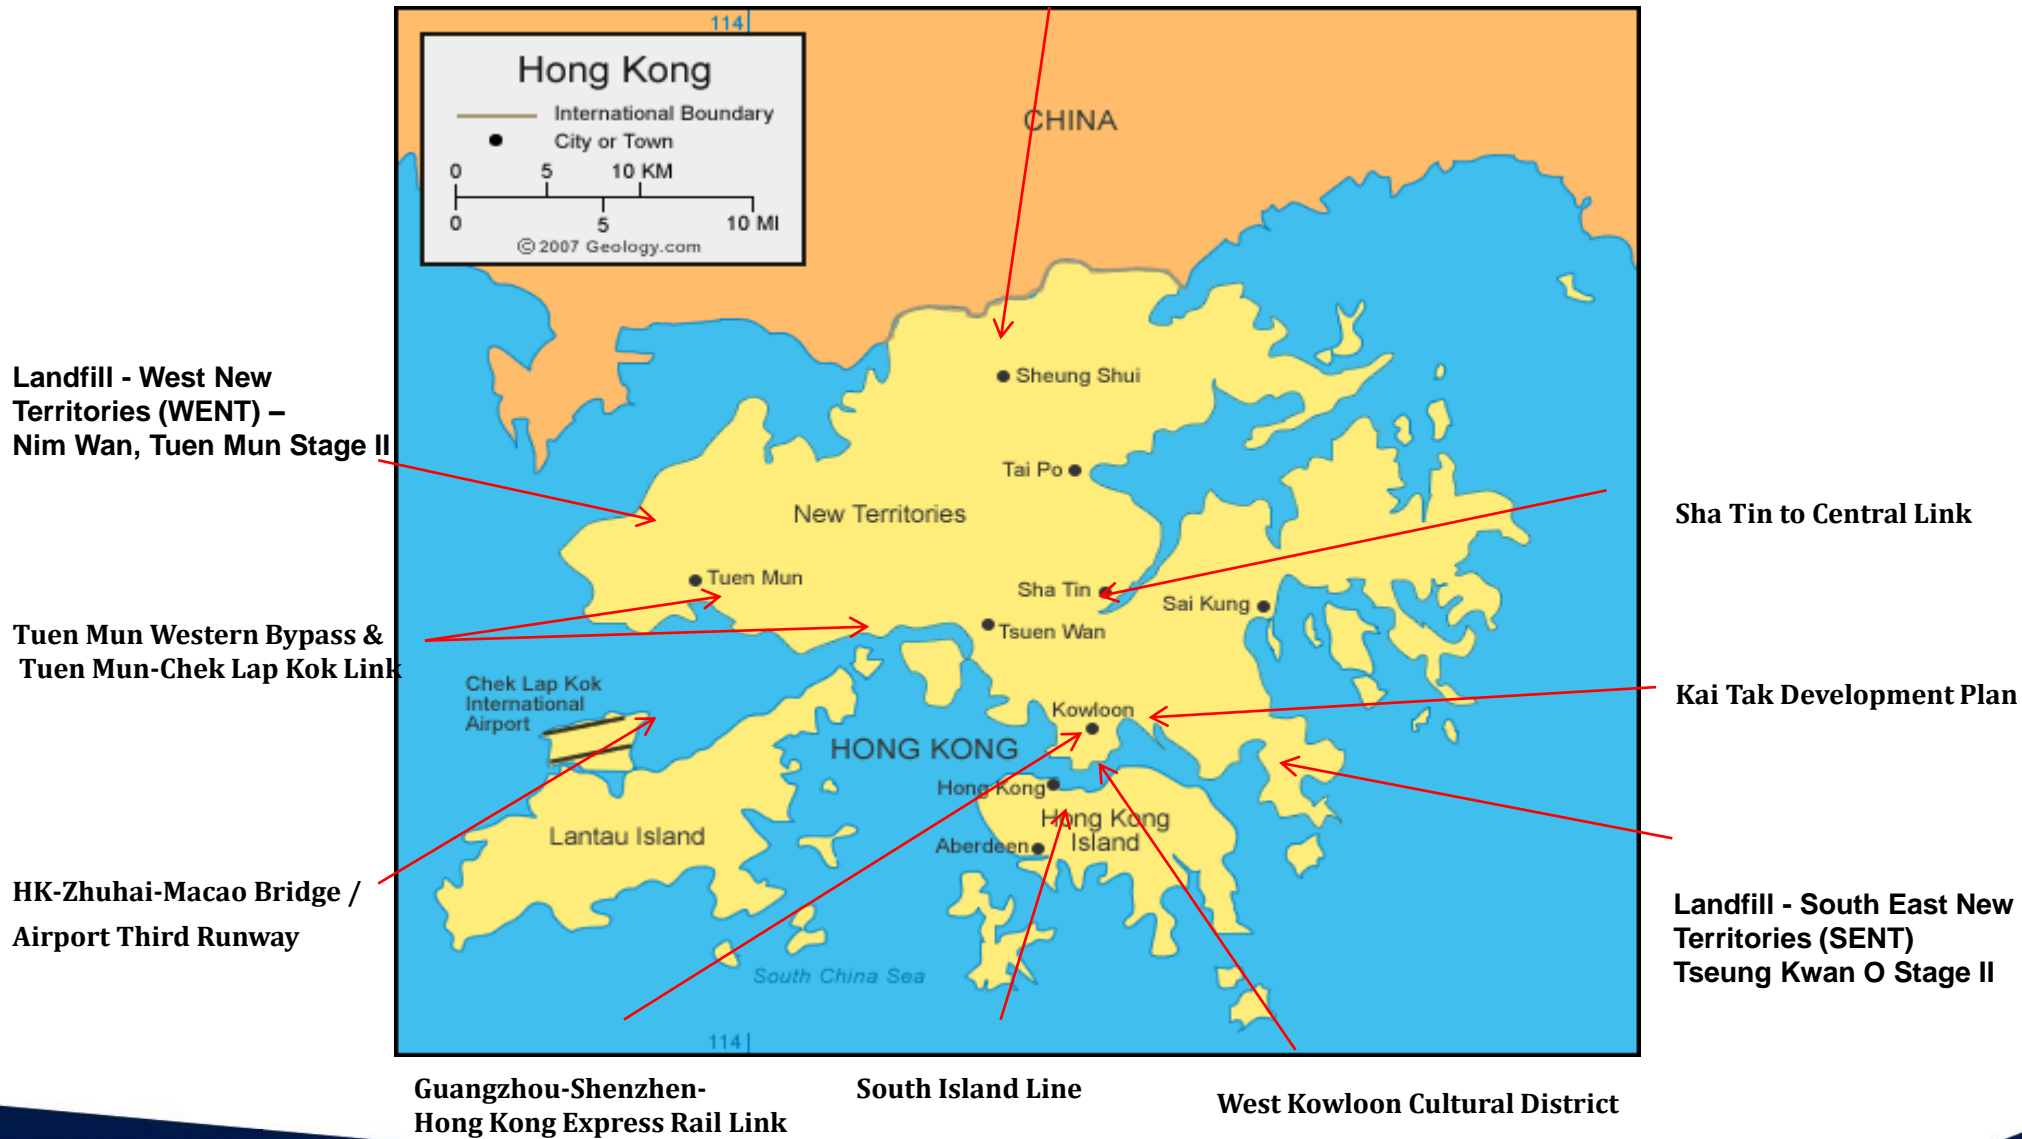 114
Hong Kong
International Boundary
City or Town
0 5 10 KM
0 5 10 MI
© 2007 Geology.com
CHINA
Sheung Shui
Tai Po
New Territories
Tuen Mun
Sha Tin
Sai Kung
Tsuen Wan
Chek Lap Kok
International
Airport
Kowloon
HONG KONG
Hong Kong
Hong Kong
Island
Aberdeen
Lantau Island
South China Sea
114
Landfill - West New
Territories (WENT) –
Nim Wan, Tuen Mun Stage II
Tuen Mun Western Bypass &
Tuen Mun-Chek Lap Kok Link
HK-Zhuhai-Macao Bridge /
Airport Third Runway
Guangzhou-Shenzhen-
Hong Kong Express Rail Link
South Island Line
West Kowloon Cultural District
Sha Tin to Central Link
Kai Tak Development Plan
Landfill - South East New
Territories (SENT)
Tseung Kwan O Stage II